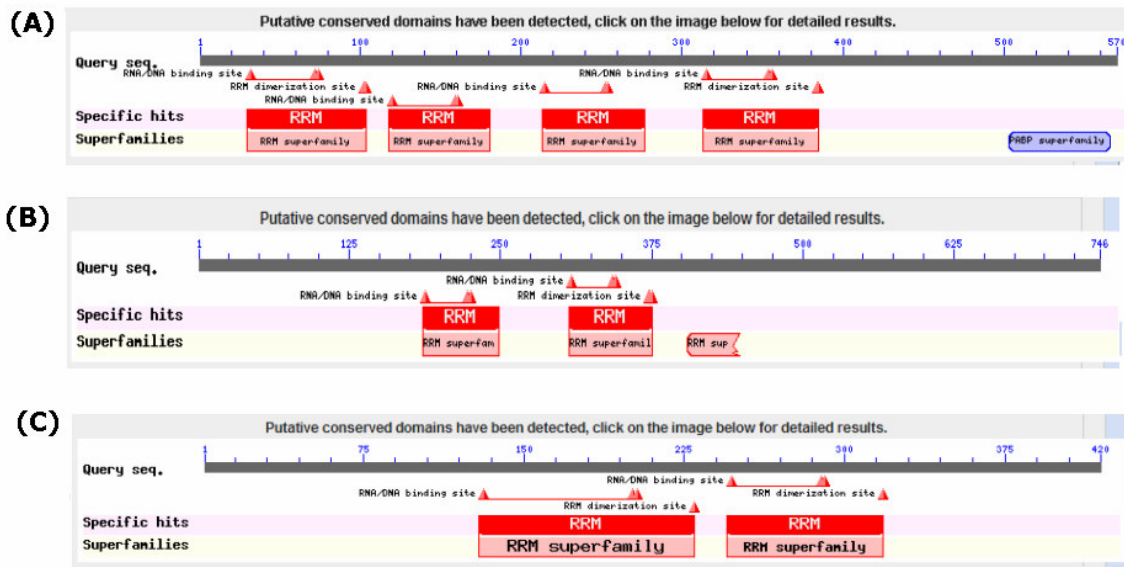 (A)
Putative conserved domains have been detected, click on the image below for detailed results.
1 100 200 300 400 500 570
Query seq.
RNA/DNA binding site RNA/DNA binding site
RRM dimerization site RNA/DNA binding site RRM dimerization site
RNA/DNA binding site
Specific hits RRM RRM RRM RRM
Superfamilies RRM superfamily RRM superfamily RRM superfamily RRM superfamily PABP superfamily
(B)
Putative conserved domains have been detected, click on the image below for detailed results.
1 125 250 375 500 625 746
Query seq.
RNA/DNA binding site
RNA/DNA binding site RRM dimerization site
Specific hits RRM RRM
Superfamilies RRM superfam RRM superfamil RRM sup
(C)
Putative conserved domains have been detected, click on the image below for detailed results.
1 75 150 225 300 375 420
Query seq.
RNA/DNA binding site
RNA/DNA binding site RRM dimerization site
RRM dimerization site
Specific hits RRM RRM
Superfamilies RRM superfamily RRM superfamily